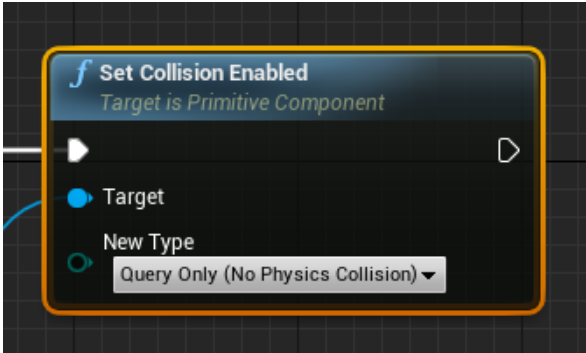 f Set Collision Enabled
Target is Primitive Component
Target
New Type
Query Only (No Physics Collision)